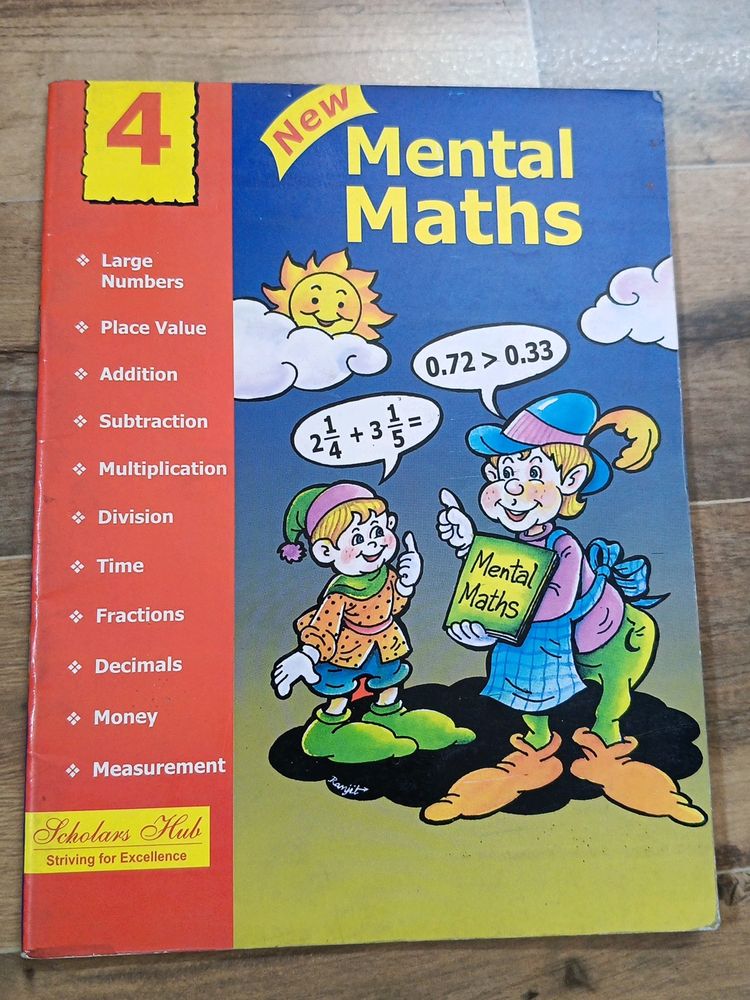 4
New
Mental
Maths
❖ Large
Numbers
❖ Place Value
❖ Addition
❖ Subtraction
❖ Multiplication
❖ Division
❖ Time
❖ Fractions
❖ Decimals
❖ Money
❖ Measurement
0.72 > 0.33
2 1/4 + 3 1/5 =
Mental
Maths
Ranjit
Scholars Hub
Striving for Excellence